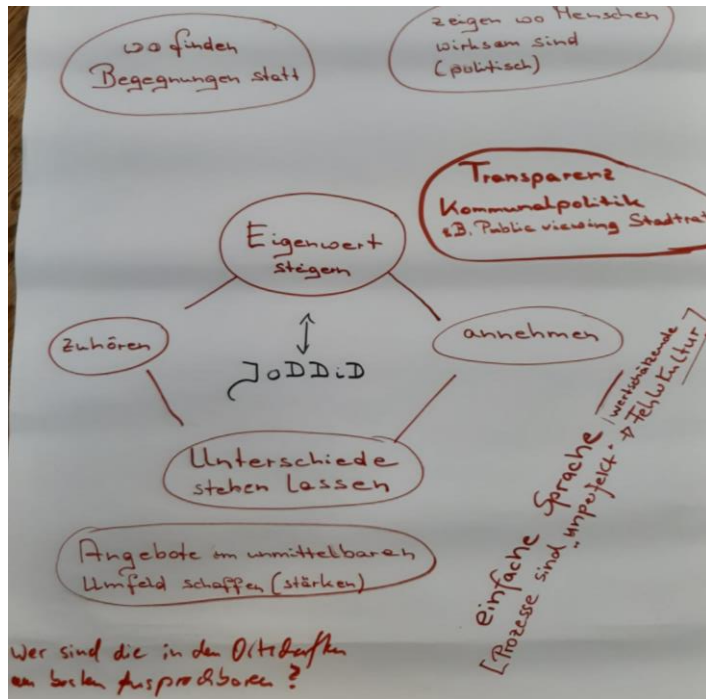 wo finden
Begegnungen statt
zeigen wo Menschen
wirksam sind
(politisch)
Transparenz
Kommunalpolitik
z.B. Public viewing Stadtrat
Eigenwert
steigern
zuhören
annehmen
JoDDiD
Unterschiede
stehen lassen
Angebote im unmittelbaren
Umfeld schaffen (stärken)
einfache Sprache
[Prozesse sind "unperfekt"
wertschätzende
Fehlerkultur]
wer sind die in den Ortschaften
am besten Ansprechbaren?